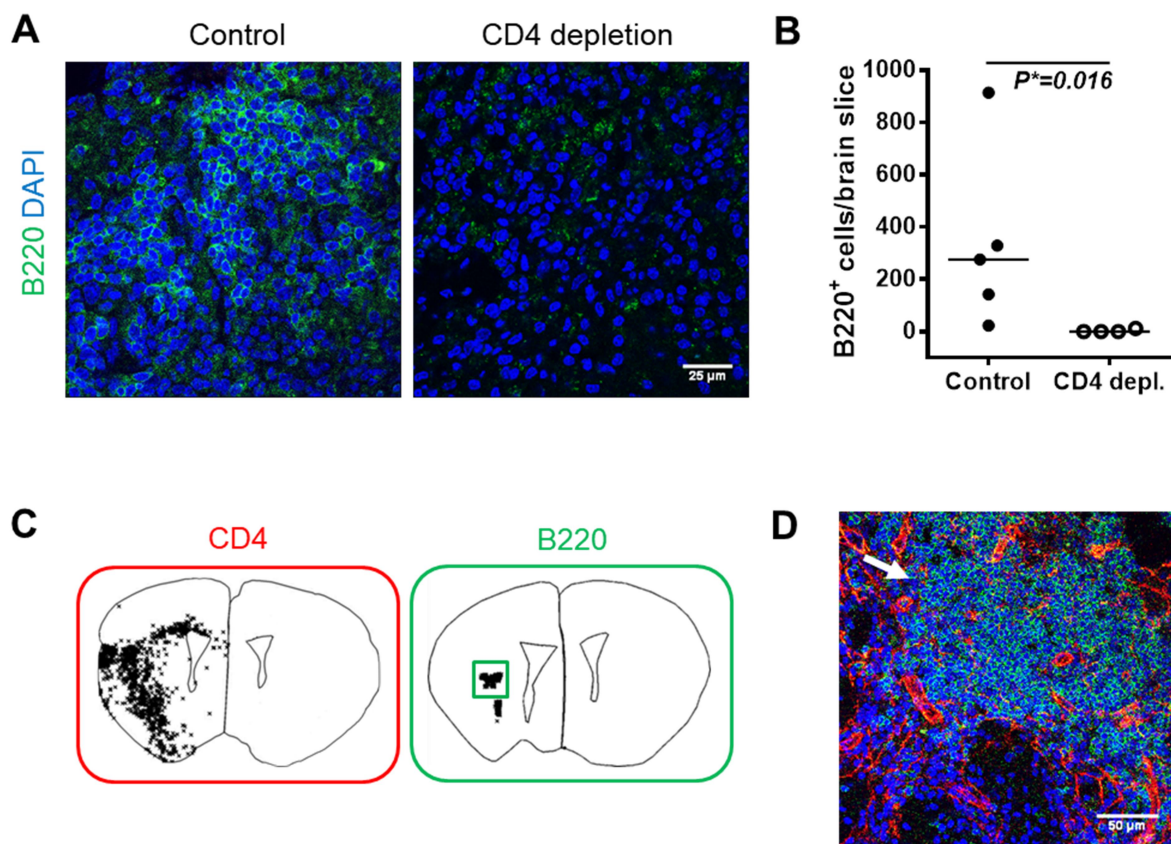 A
Control
CD4 depletion
B220 DAPI
25 µm
B
B220+ cells/brain slice
1000
800
600
400
200
0
P*=0.016
Control
CD4 depl.
C
CD4
B220
D
50 µm